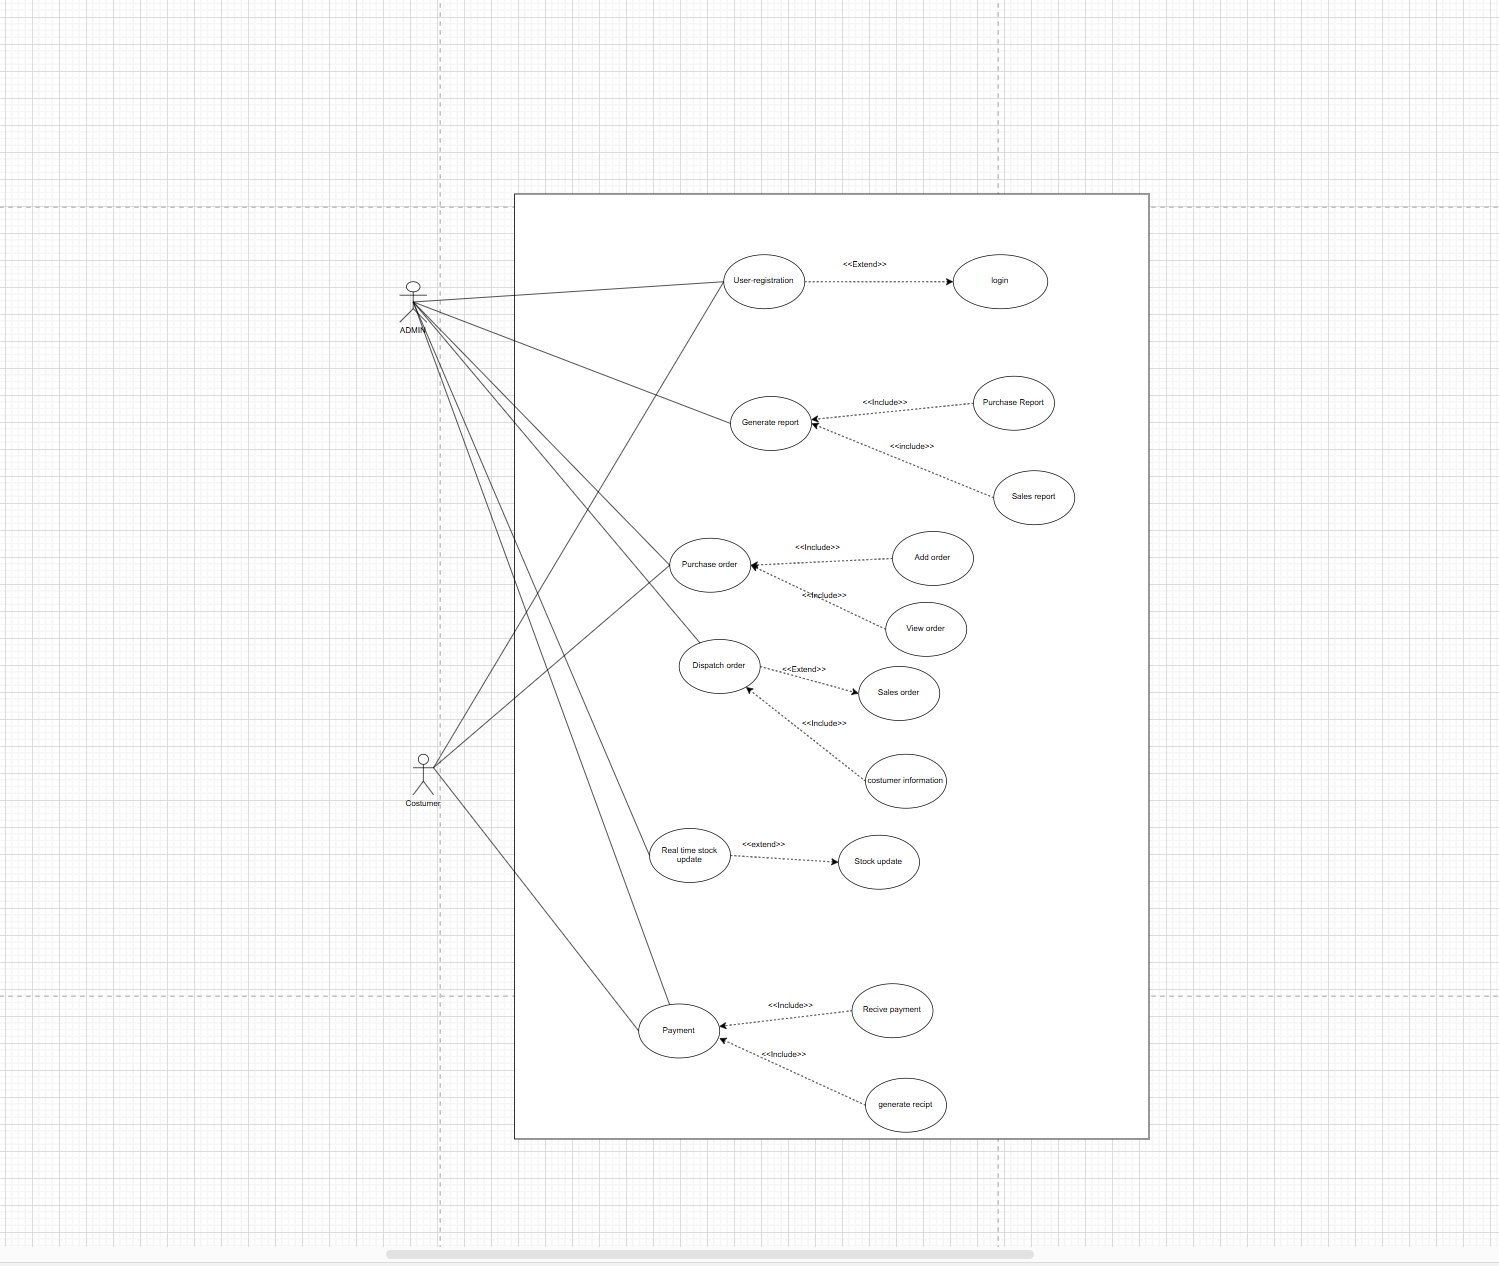 <<Extend>>
User-registration
login
ADMIN
<<Include>>
Purchase Report
Generate report
<<include>>
Sales report
<<Include>>
Add order
Purchase order
<<Include>>
View order
Dispatch order
<<Extend>>
Sales order
<<Include>>
costumer information
Costumer
Real time stock
update
<<extend>>
Stock update
<<Include>>
Recive payment
Payment
<<Include>>
generate recipt